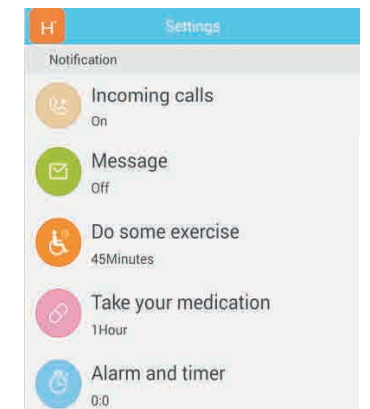 H
Settings
Notification
Incoming calls
On
Message
Off
Do some exercise
45Minutes
Take your medication
1Hour
Alarm and timer
0:0